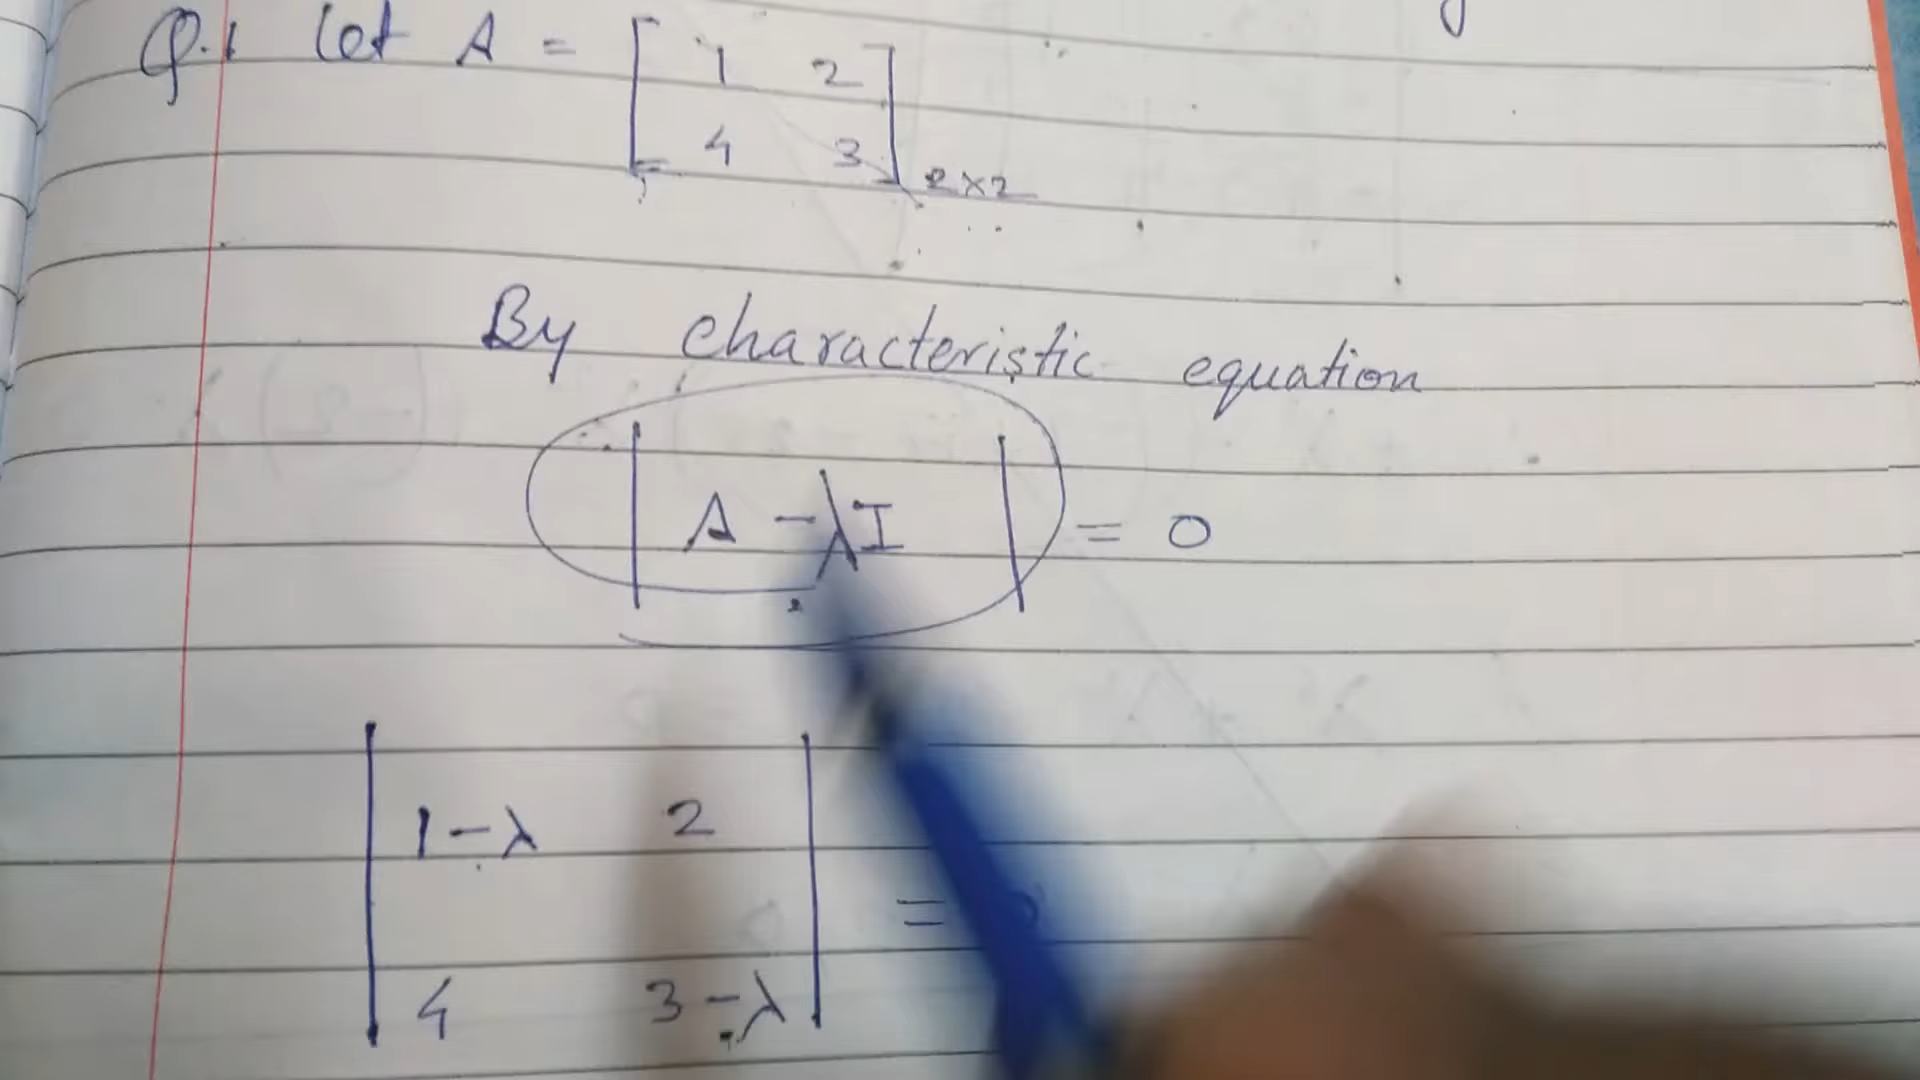 Q.1 Let A = [ 1 2
4 3 ] 2×2
By characteristic equation
| A - λI | = 0
| 1 - λ 2
=
4 3 - λ |